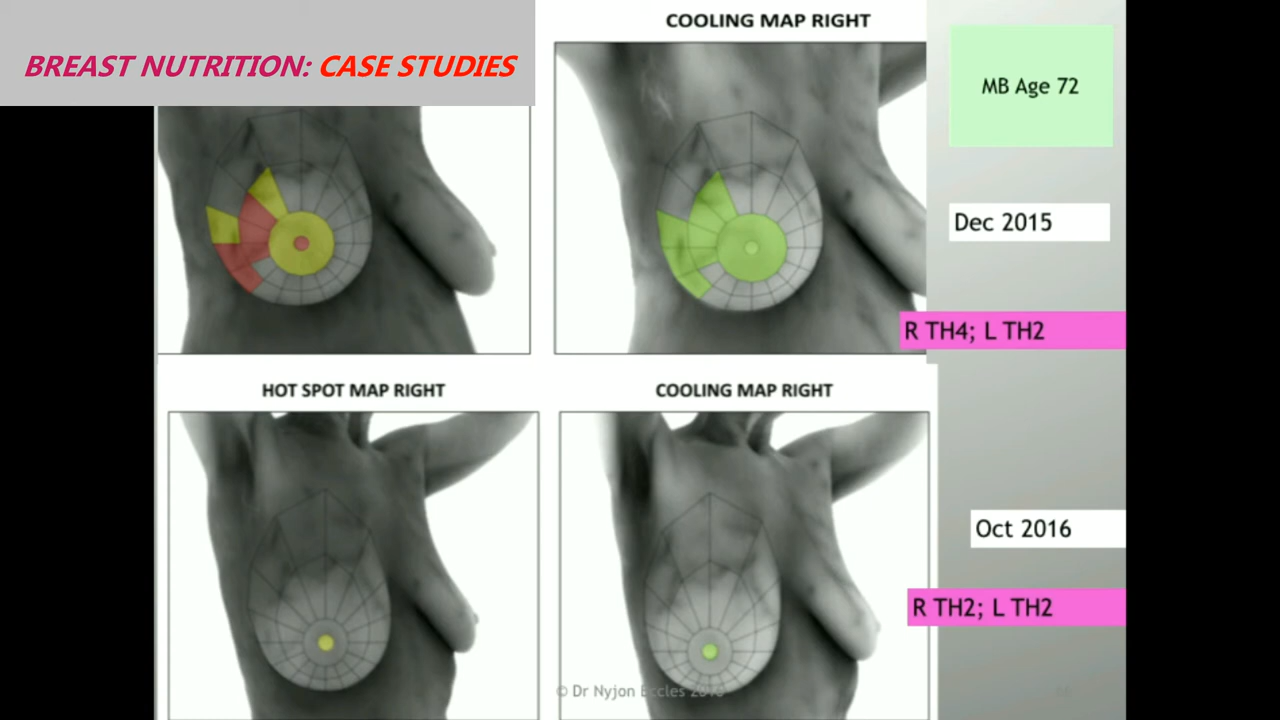 BREAST NUTRITION: CASE STUDIES
COOLING MAP RIGHT
MB Age 72
Dec 2015
R TH4; L TH2
HOT SPOT MAP RIGHT
COOLING MAP RIGHT
Oct 2016
R TH2; L TH2
© Dr Nyjon Eccles